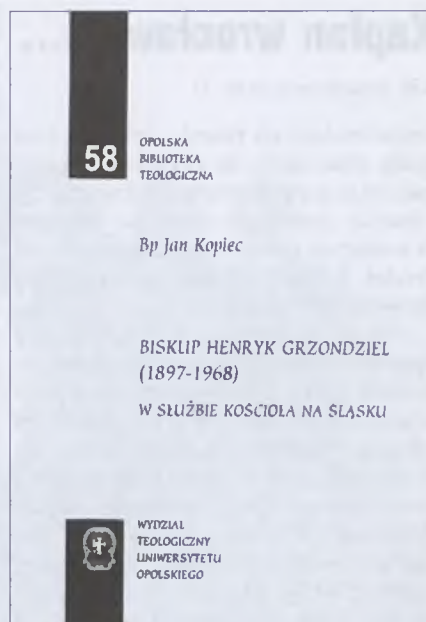 58
OPOLSKA
BIBLIOTEKA
TEOLOGICZNA
Bp Jan Kopiec
BISKUP HENRYK GRZONDZIEL
(1897-1968)
W SŁUŻBIE KOŚCIOŁA NA ŚLĄSKU
WYDZIAŁ
TEOLOGICZNY
UNIWERSYTETU
OPOLSKIEGO